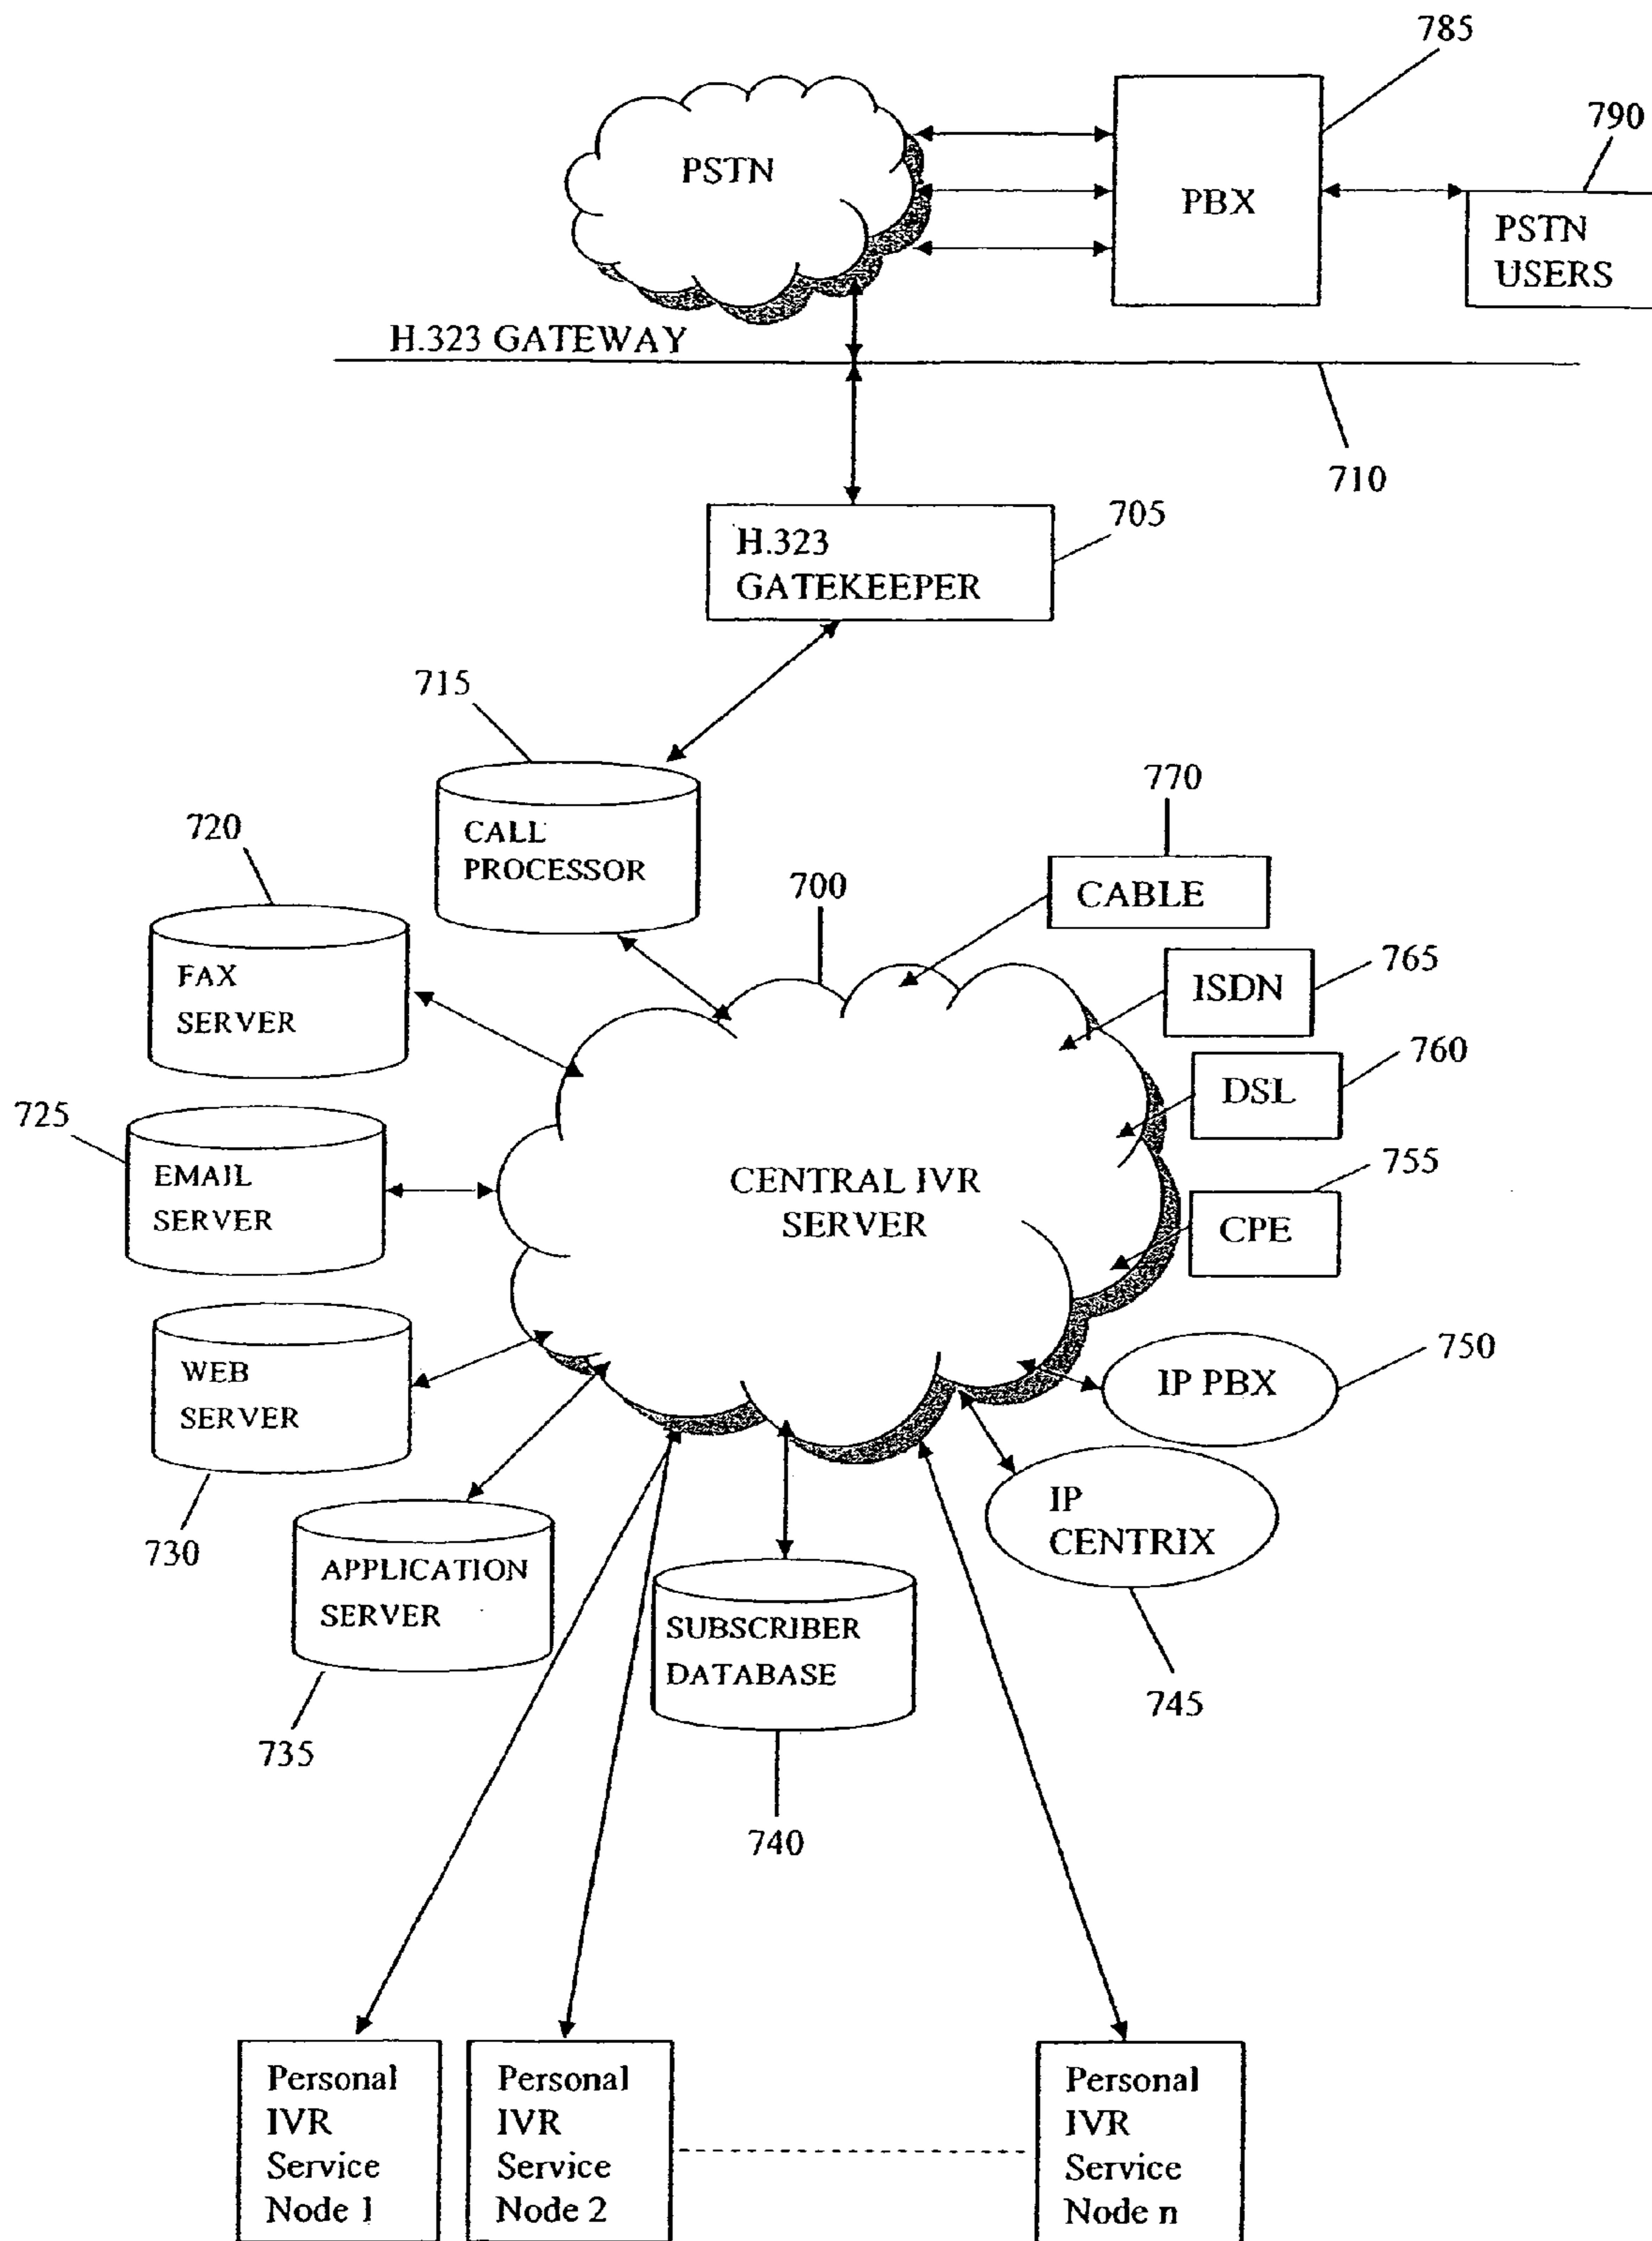 785
790
PSTN
PBX
PSTN
USERS
H.323 GATEWAY
710
705
H.323
GATEKEEPER
715
770
720
CALL
PROCESSOR
700
CABLE
765
FAX
SERVER
ISDN
760
DSL
725
EMAIL
SERVER
755
CENTRAL IVR
SERVER
CPE
750
WEB
SERVER
IP PBX
730
IP
CENTRIX
APPLICATION
SERVER
SUBSCRIBER
DATABASE
745
735
740
Personal
IVR
Service
Node 1
Personal
IVR
Service
Node 2
Personal
IVR
Service
Node n